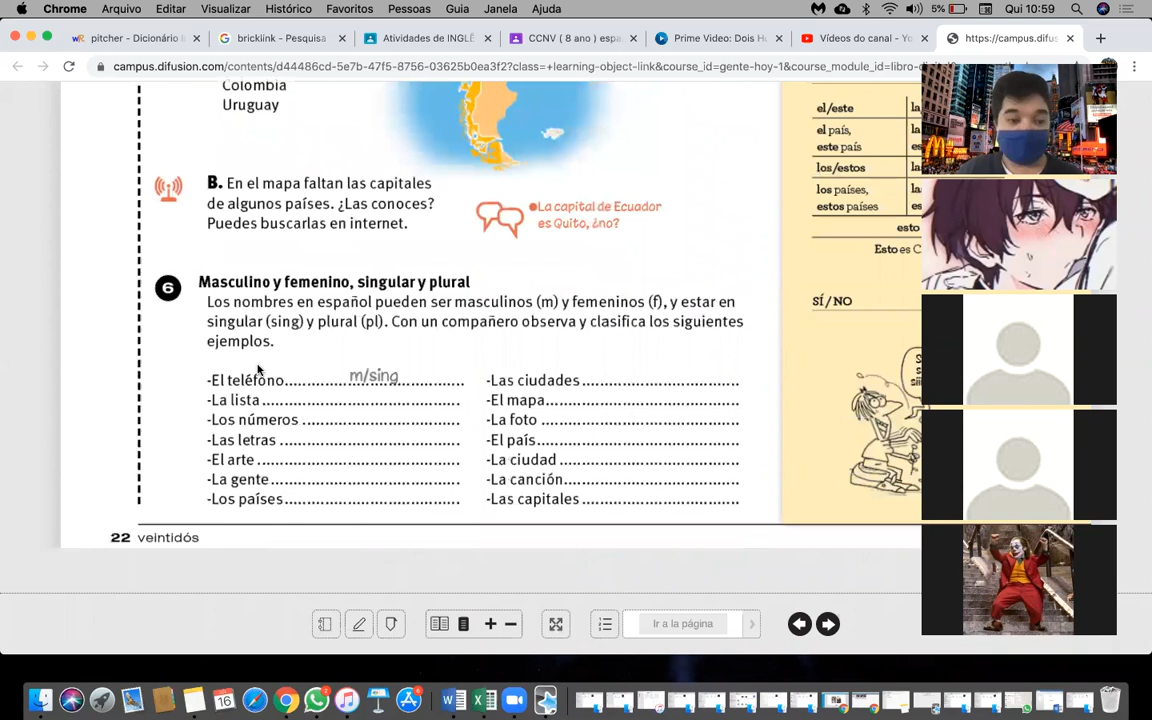 Chrome Arquivo Editar Visualizar Histórico Favoritos Pessoas Guia Janela Ajuda 5% Qui 10:59
pitcher - Dicionário
bricklink - Pesquisa
Atividades de INGLÊ
CCNV ( 8 ano ) espa
Prime Video: Dois H
Vídeos do canal - Yo
https://campus.difus
campus.difusion.com/contents/d44486cd-5e7b-47f5-8756-03625b0ea3f2?class=+learning-object-link&course_id=gente-hoy-1&course_module_id=libro-
Colombia
Uruguay
B. En el mapa faltan las capitales
de algunos países. ¿Las conoces?
Puedes buscarlas en internet.
La capital de Ecuador
es Quito, ¿no?
6 Masculino y femenino, singular y plural
Los nombres en español pueden ser masculinos (m) y femeninos (f), y estar en
singular (sing) y plural (pl). Con un compañero observa y clasifica los siguientes
ejemplos.
-El teléfono m/sing
-La lista
-Los números
-Las letras
-El arte
-La gente
-Los países
-Las ciudades
-El mapa
-La foto
-El país
-La ciudad
-La canción
-Las capitales
22 veintidós
el/este
el país,
este país
los/estos
los países,
estos países
esto
Esto es C
SÍ / NO
Ir a la página
16